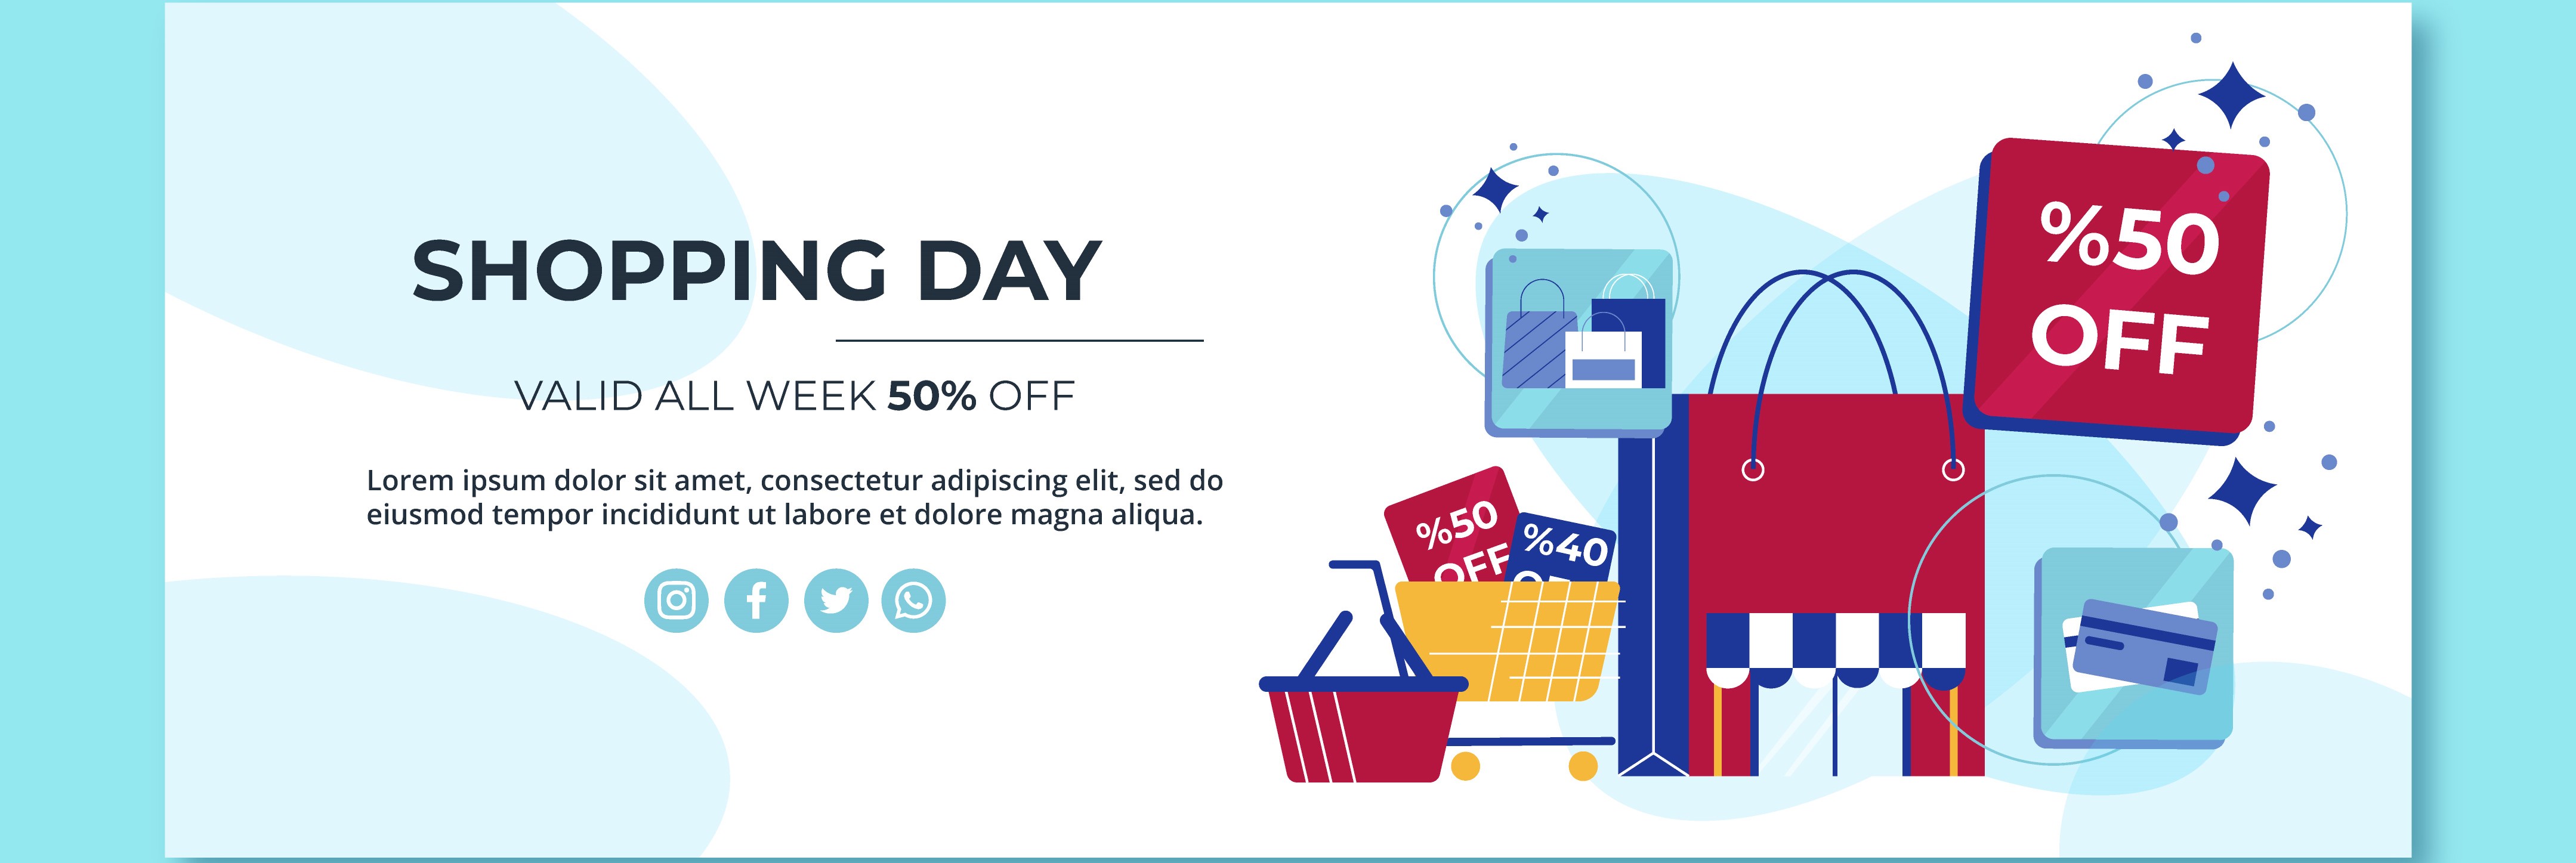 SHOPPING DAY
VALID ALL WEEK 50% OFF
Lorem ipsum dolor sit amet, consectetur adipiscing elit, sed do
eiusmod tempor incididunt ut labore et dolore magna aliqua.
%50
OFF
%50
OFF
%40